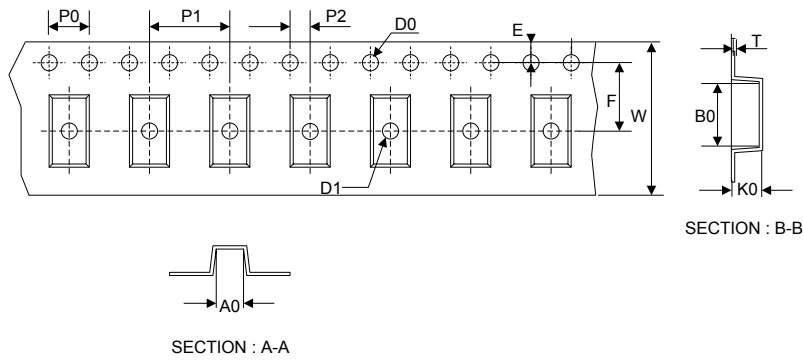 P0
P1
P2
D0
E
T
F
W
B0
D1
K0
SECTION : B-B
A0
SECTION : A-A